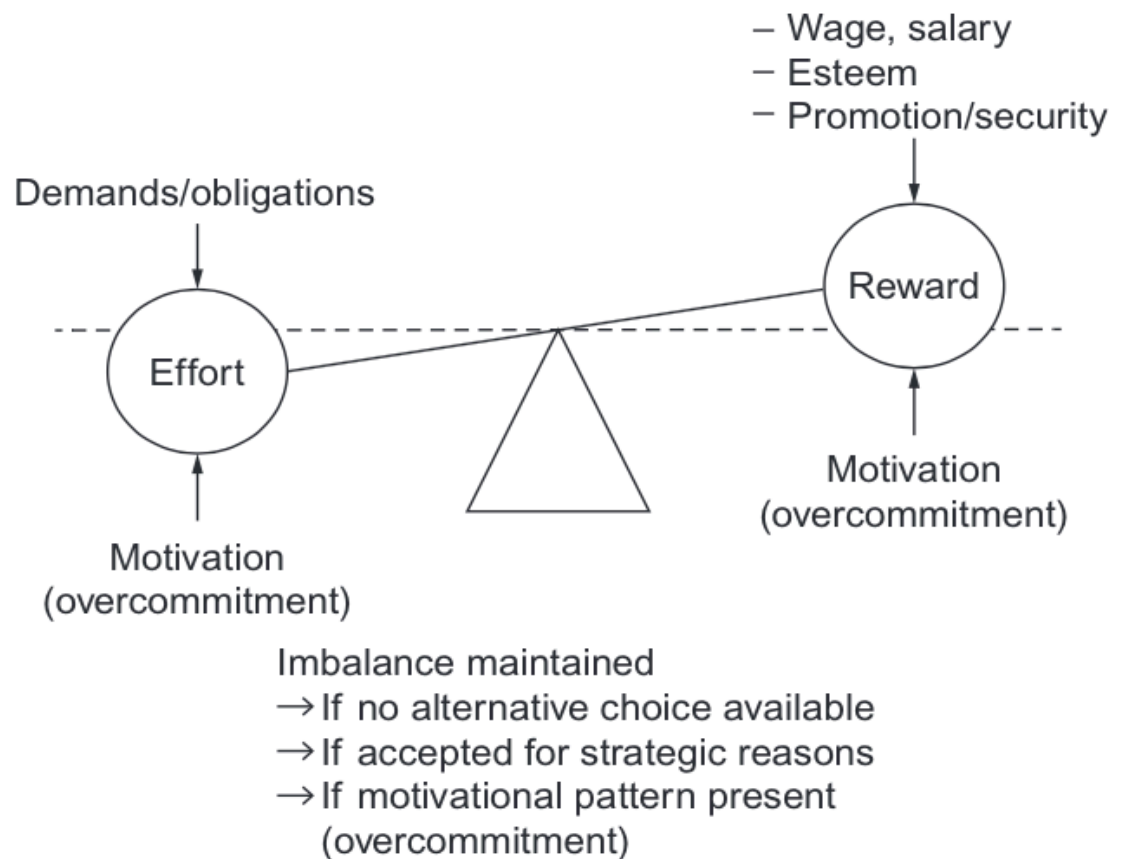 – Wage, salary
– Esteem
– Promotion/security
Demands/obligations
Reward
Effort
Motivation
(overcommitment)
Motivation
(overcommitment)
Imbalance maintained
→ If no alternative choice available
→ If accepted for strategic reasons
→ If motivational pattern present
(overcommitment)